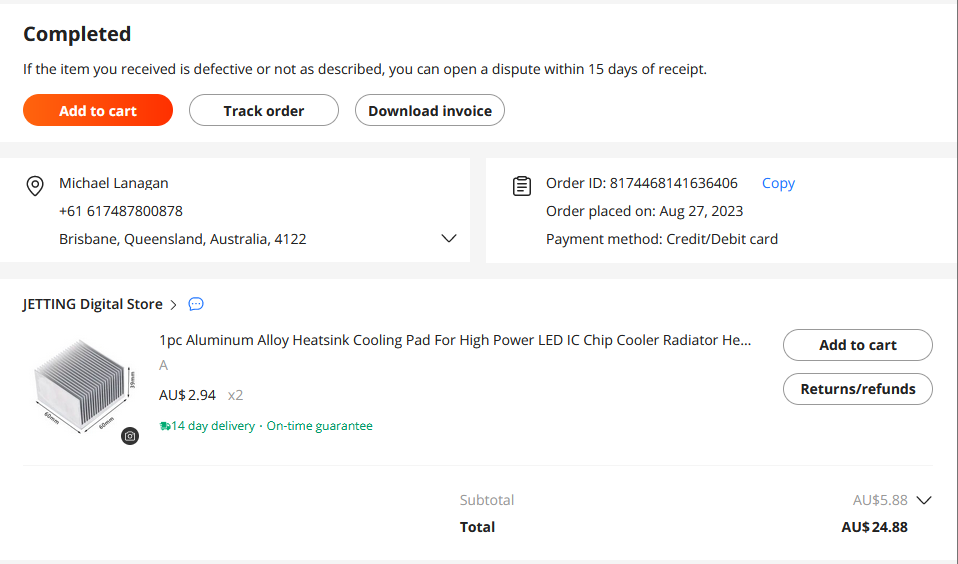 Completed
If the item you received is defective or not as described, you can open a dispute within 15 days of receipt.
Add to cart
Track order
Download invoice
Michael Lanagan
+61 617487800878
Brisbane, Queensland, Australia, 4122
Order ID: 8174468141636406
Copy
Order placed on: Aug 27, 2023
Payment method: Credit/Debit card
JETTING Digital Store
1pc Aluminum Alloy Heatsink Cooling Pad For High Power LED IC Chip Cooler Radiator He...
A
AU$ 2.94 x2
14 day delivery · On-time guarantee
39mm
60mm
60mm
Add to cart
Returns/refunds
Subtotal
AU$5.88
Total
AU$ 24.88